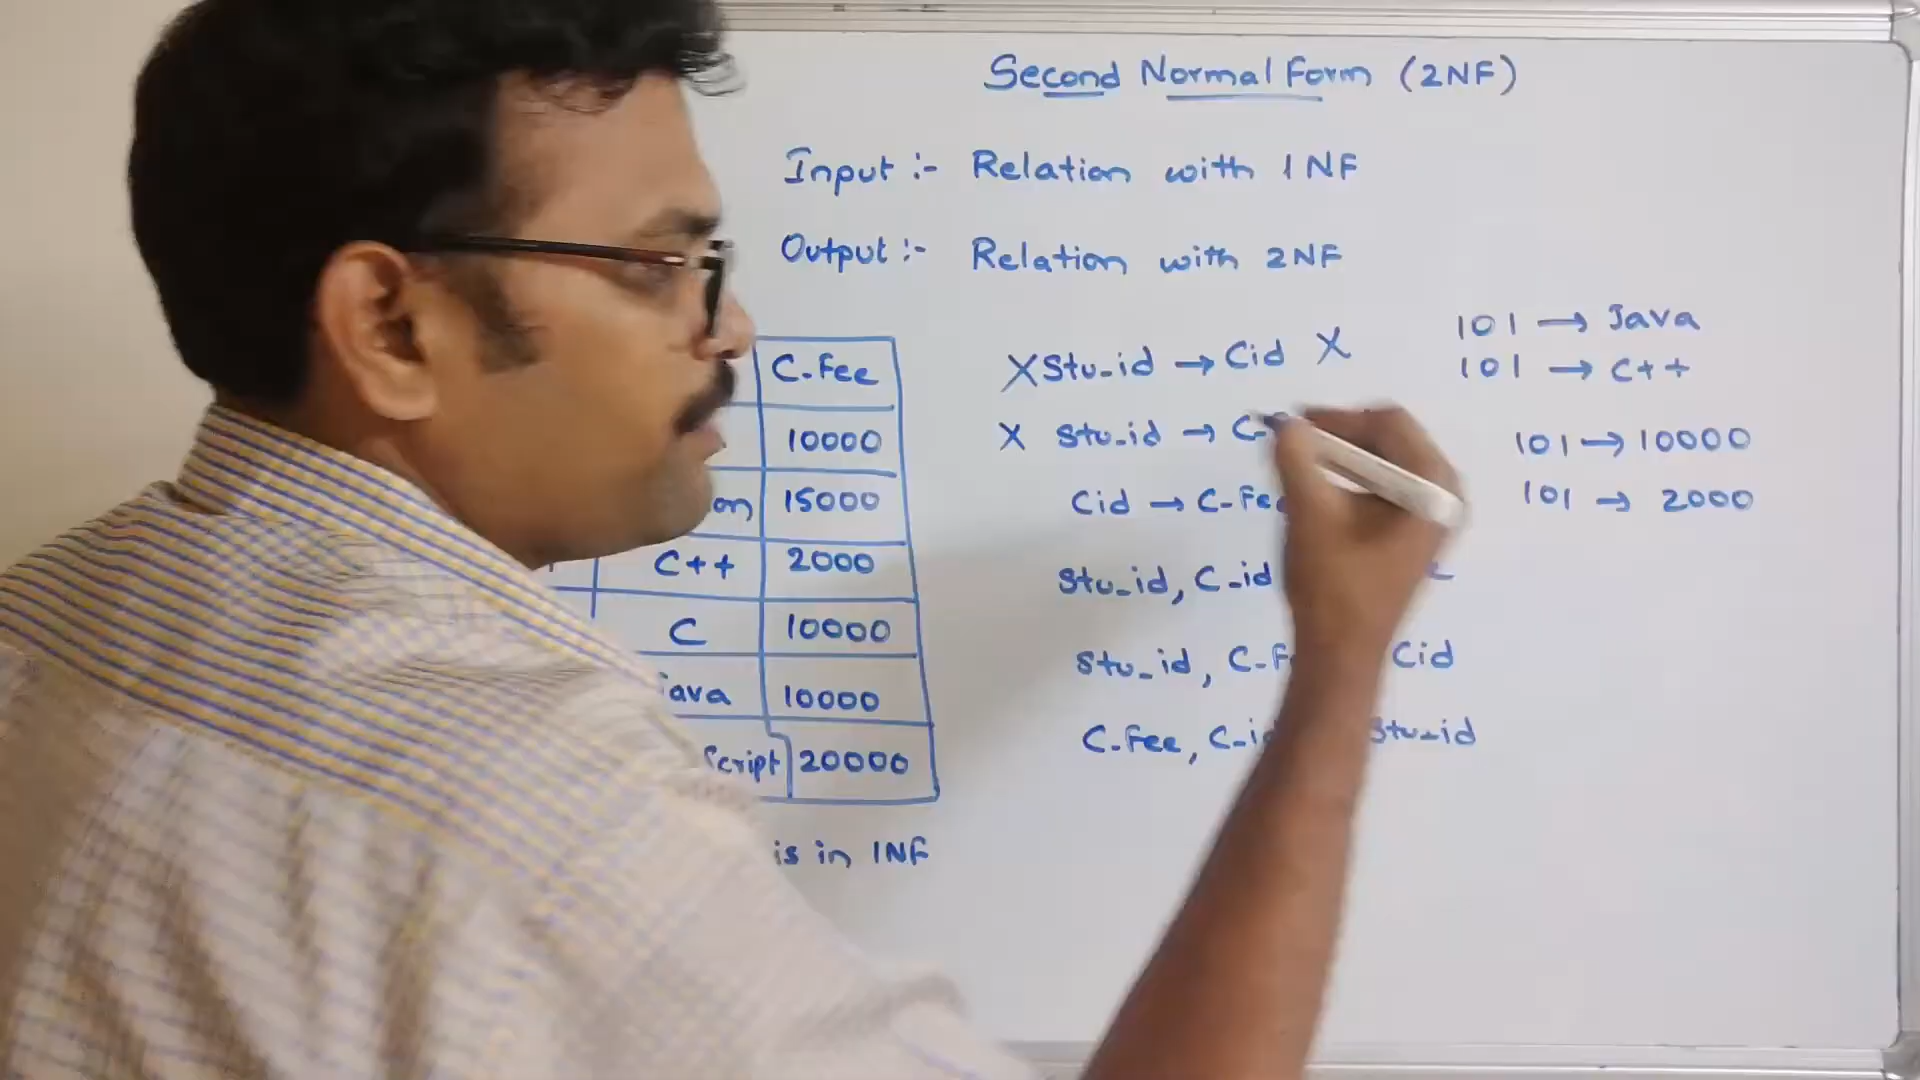 Second Normal Form (2NF)
Input :- Relation with 1NF
Output :- Relation with 2NF
C-Fee
10000
on 15000
C++ 2000
C 10000
ava 10000
Script 20000
is in 1NF
X Stu-id → Cid X
X Stu-id →
Cid → C-Fee
Stu-id, C-id
Stu-id, Cid
C-Fee, Stu-id
101 → Java
101 → C++
101 → 10000
101 → 2000